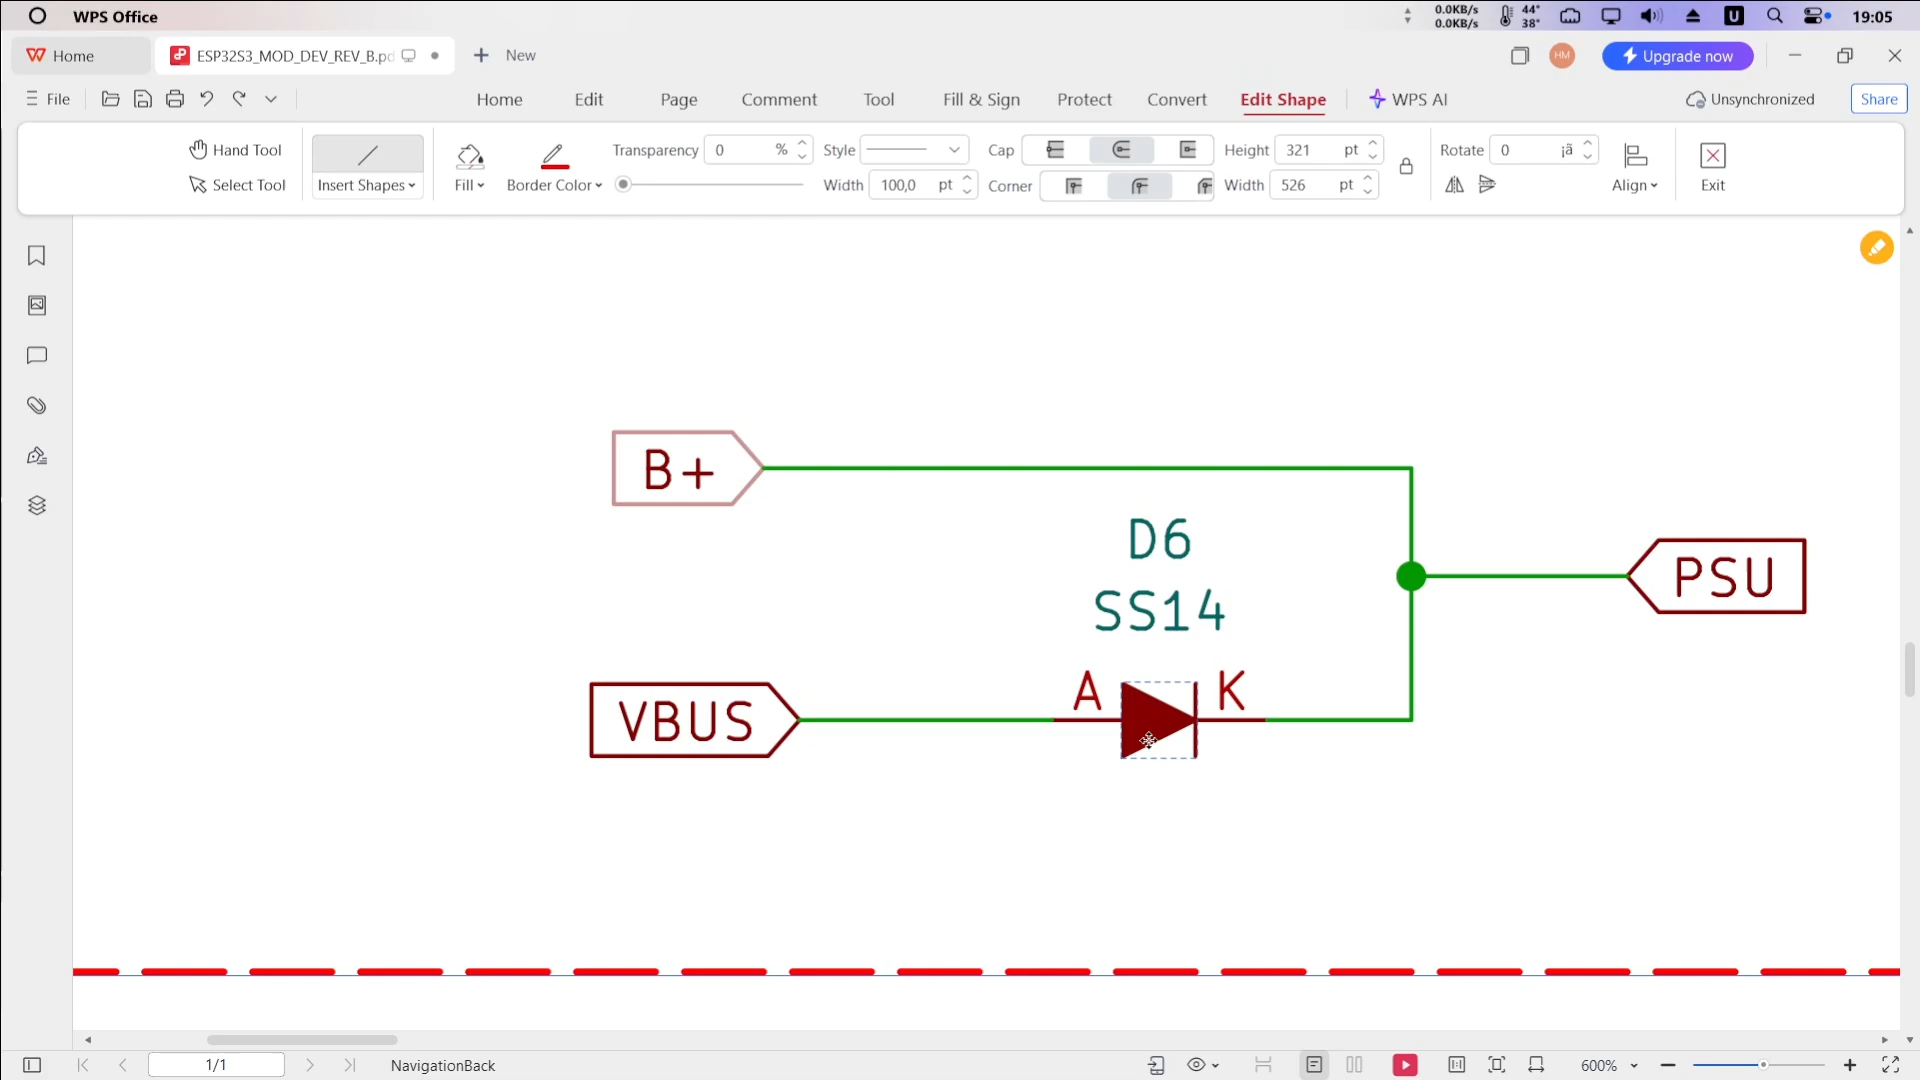 WPS Office
0.0KB/s
0.0KB/s
44°
38°
U
19:05
Home
ESP32S3_MOD_DEV_REV_B.pd
New
HM
Upgrade now
File
Home
Edit
Page
Comment
Tool
Fill & Sign
Protect
Convert
Edit Shape
WPS AI
Unsynchronized
Share
Hand Tool
Select Tool
Insert Shapes
Fill
Border Color
Transparency 0 %
Style
Width 100,0 pt
Cap
Corner
Height 321 pt
Width 526 pt
Rotate 0 ¡ã
Align
Exit
B+
D6
SS14
PSU
A
K
VBUS
1/1
NavigationBack
600%